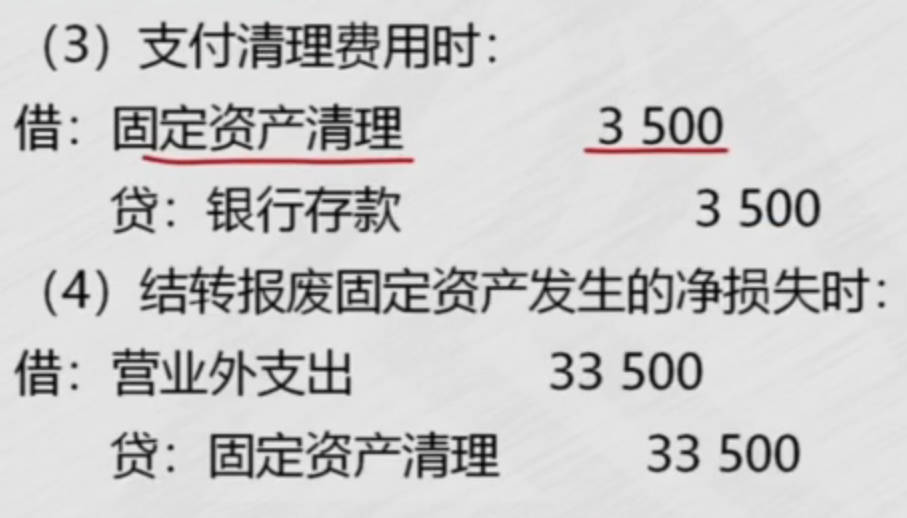 （3）支付清理费用时：
借：固定资产清理 3 500
贷：银行存款 3 500
（4）结转报废固定资产发生的净损失时：
借：营业外支出 33 500
贷：固定资产清理 33 500